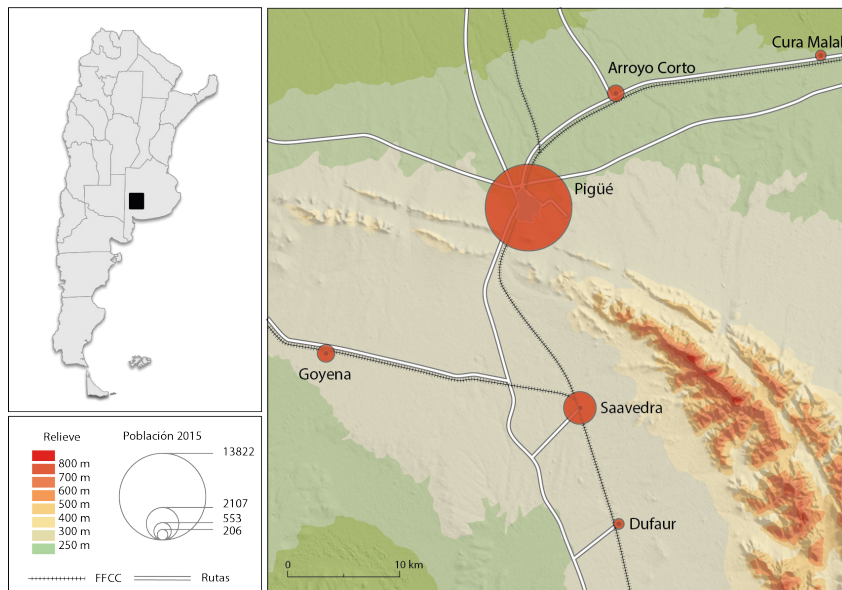 Cura Malal
Arroyo Corto
Pigüé
Goyena
Saavedra
Dufaur
0 10 km
Relieve
800 m
700 m
600 m
500 m
400 m
300 m
250 m
Población 2015
13822
2107
553
206
FFCC
Rutas